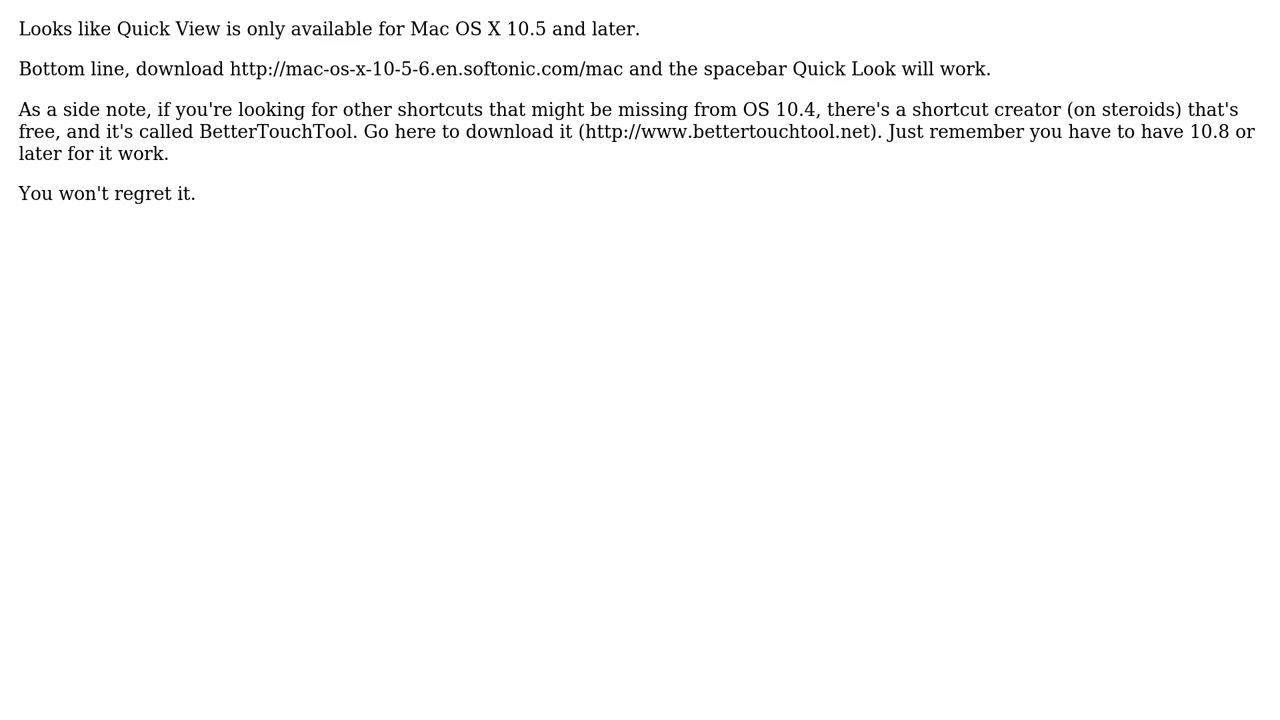 Looks like Quick View is only available for Mac OS X 10.5 and later.
Bottom line, download http://mac-os-x-10-5-6.en.softonic.com/mac and the spacebar Quick Look will work.
As a side note, if you're looking for other shortcuts that might be missing from OS 10.4, there's a shortcut creator (on steroids) that's
free, and it's called BetterTouchTool. Go here to download it (http://www.bettertouchtool.net). Just remember you have to have 10.8 or
later for it work.
You won't regret it.